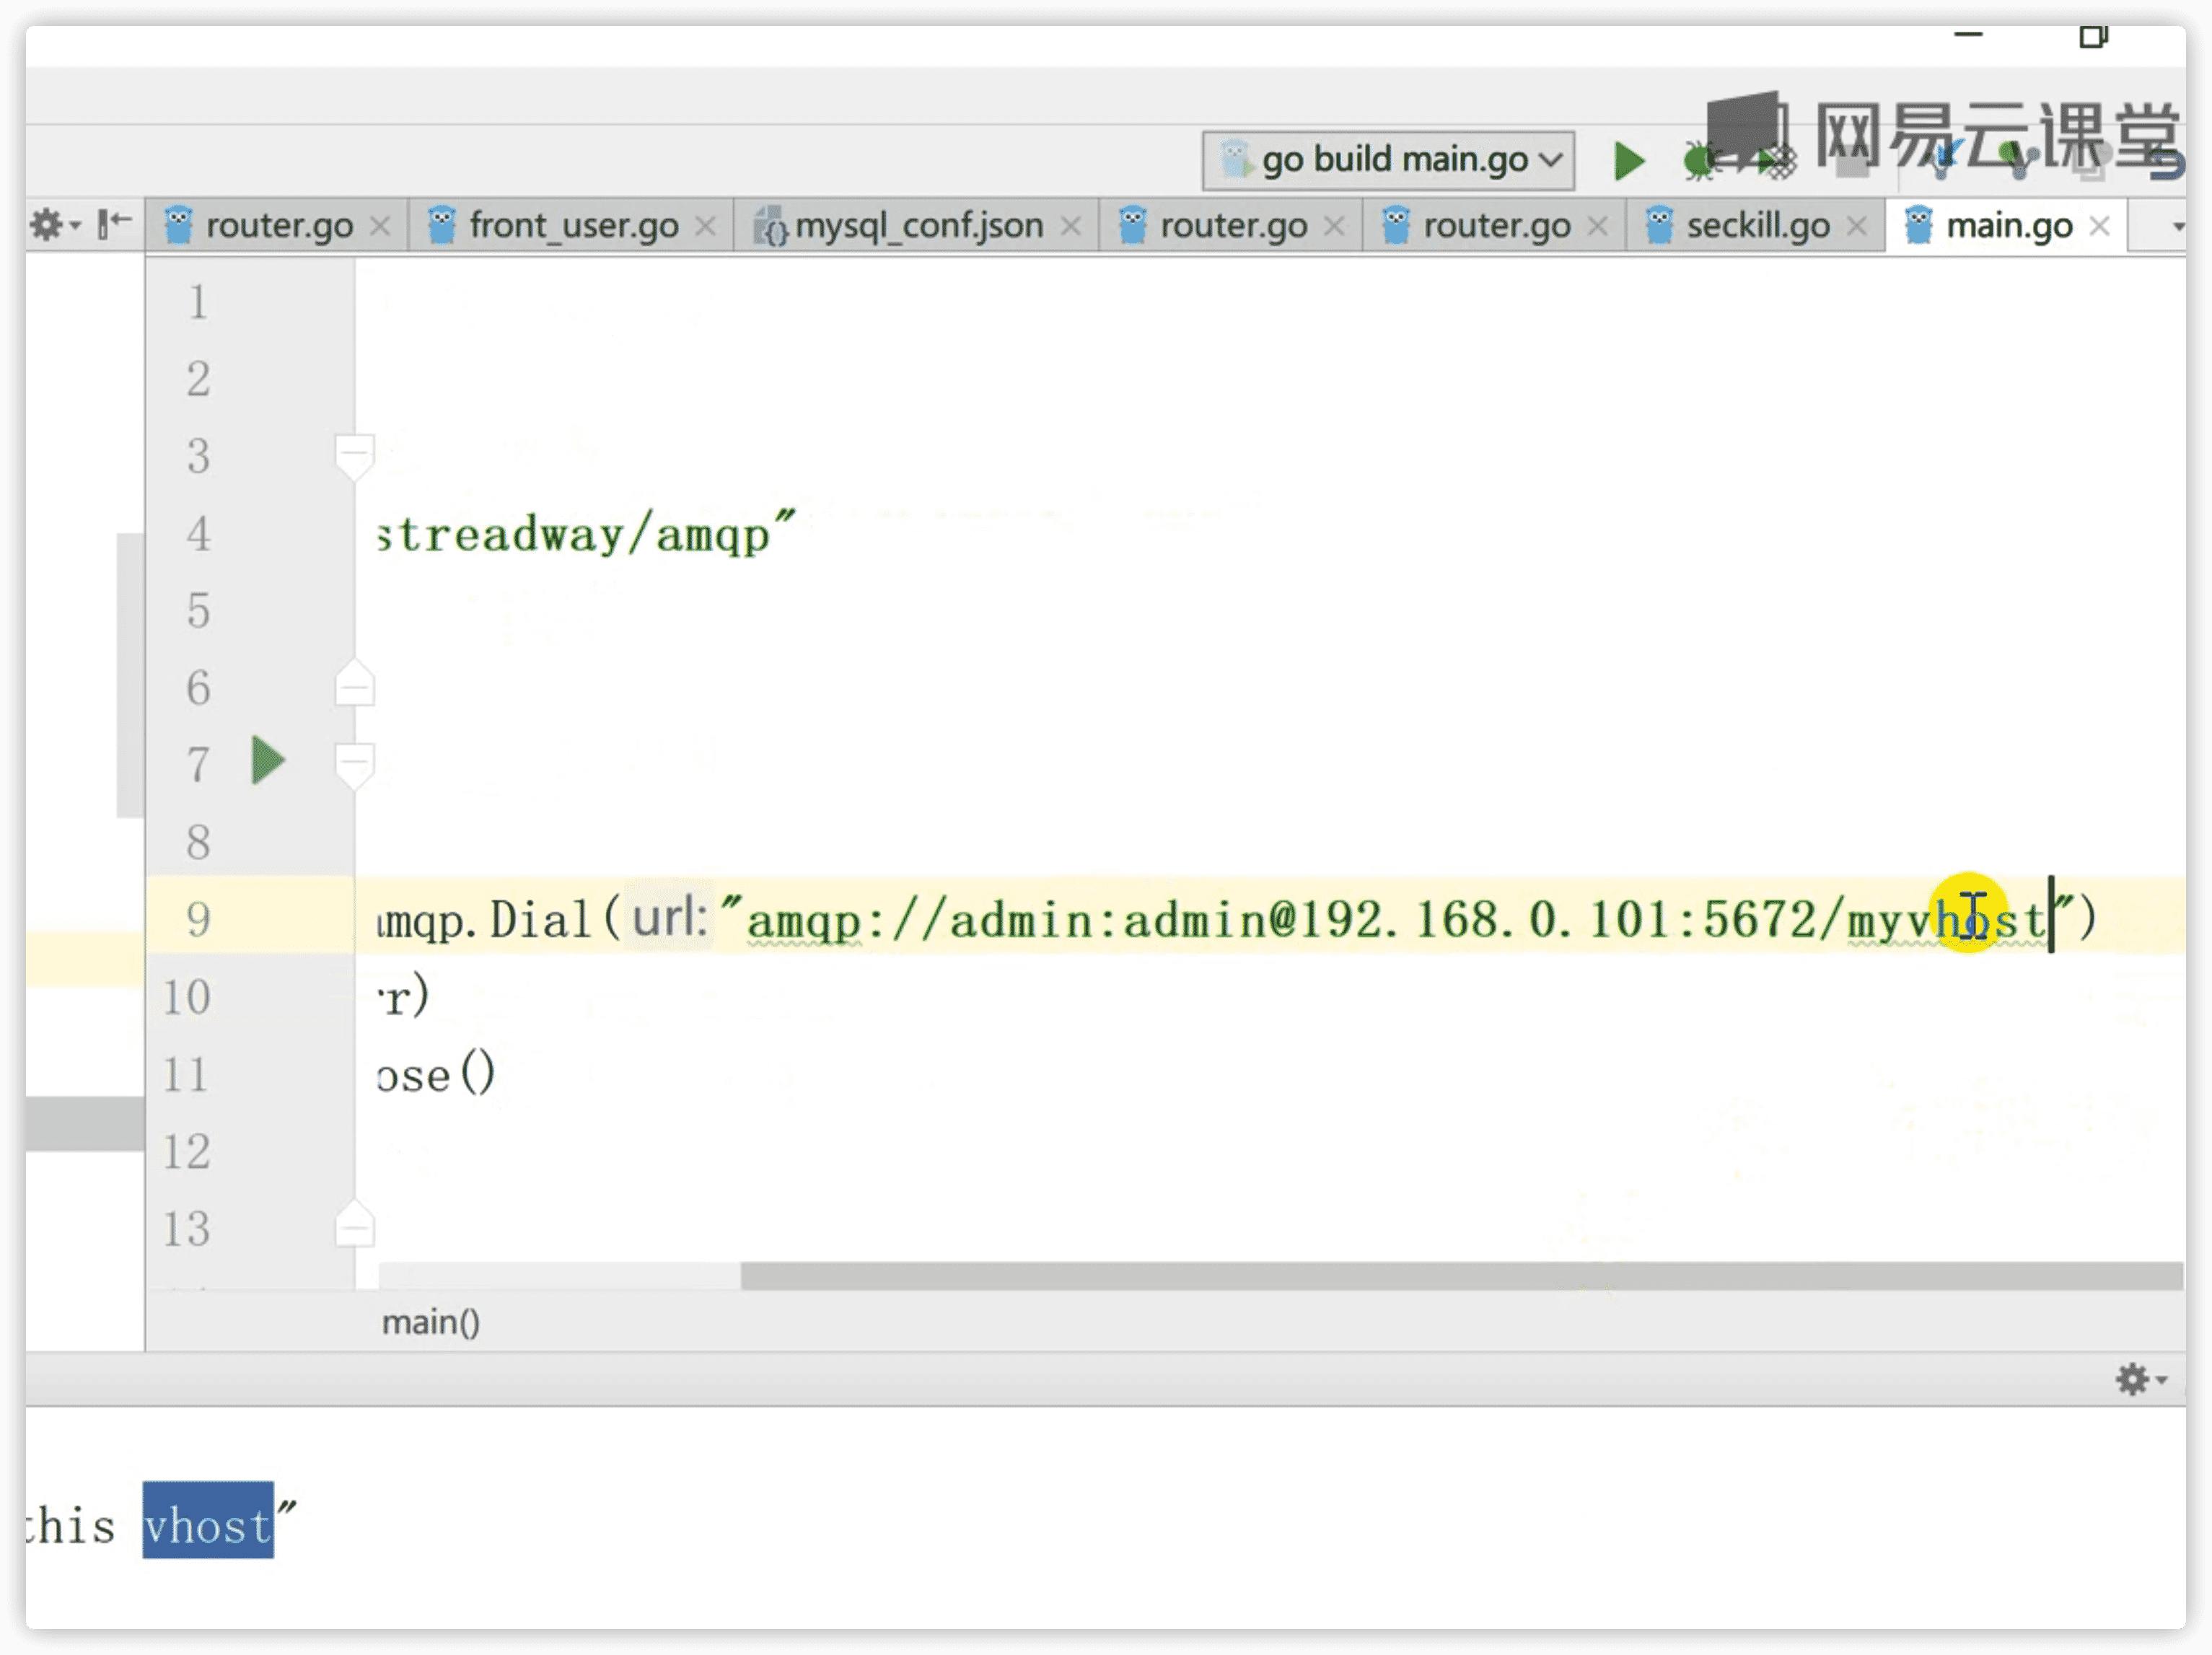 网易云课堂
go build main.go
router.go front_user.go mysql_conf.json router.go router.go seckill.go main.go
1
2
3
4 streadway/amqp"
5
6
7
8
9 amqp.Dial( url: "amqp://admin:admin@192.168.0.101:5672/myvhost")
10 r)
11 ose()
12
13
main()
this vhost"